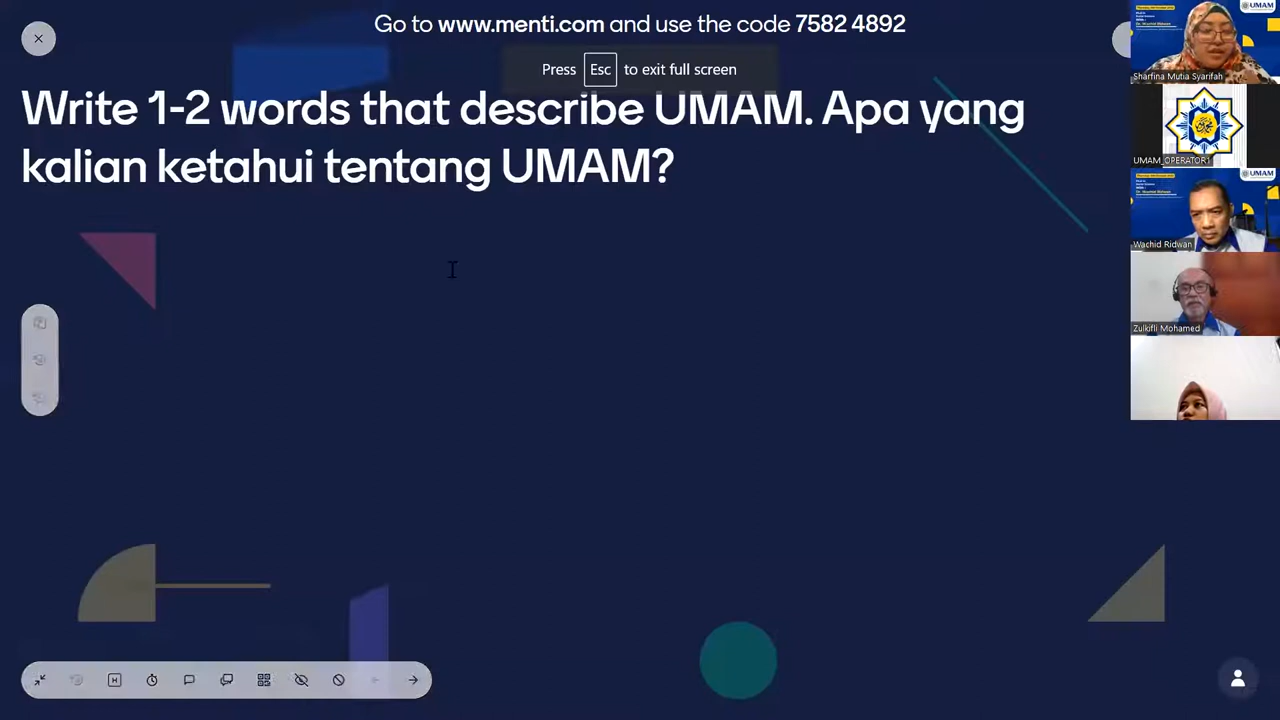 Go to www.menti.com and use the code 7582 4892
Press Esc to exit full screen
Write 1-2 words that describe UMAM. Apa yang
kalian ketahui tentang UMAM?
UMAM
Sharfina Mutia Syarifah
UMAM_OPERATOR1
UMAM
Wachid Ridwan
Zulkifli Mohamed